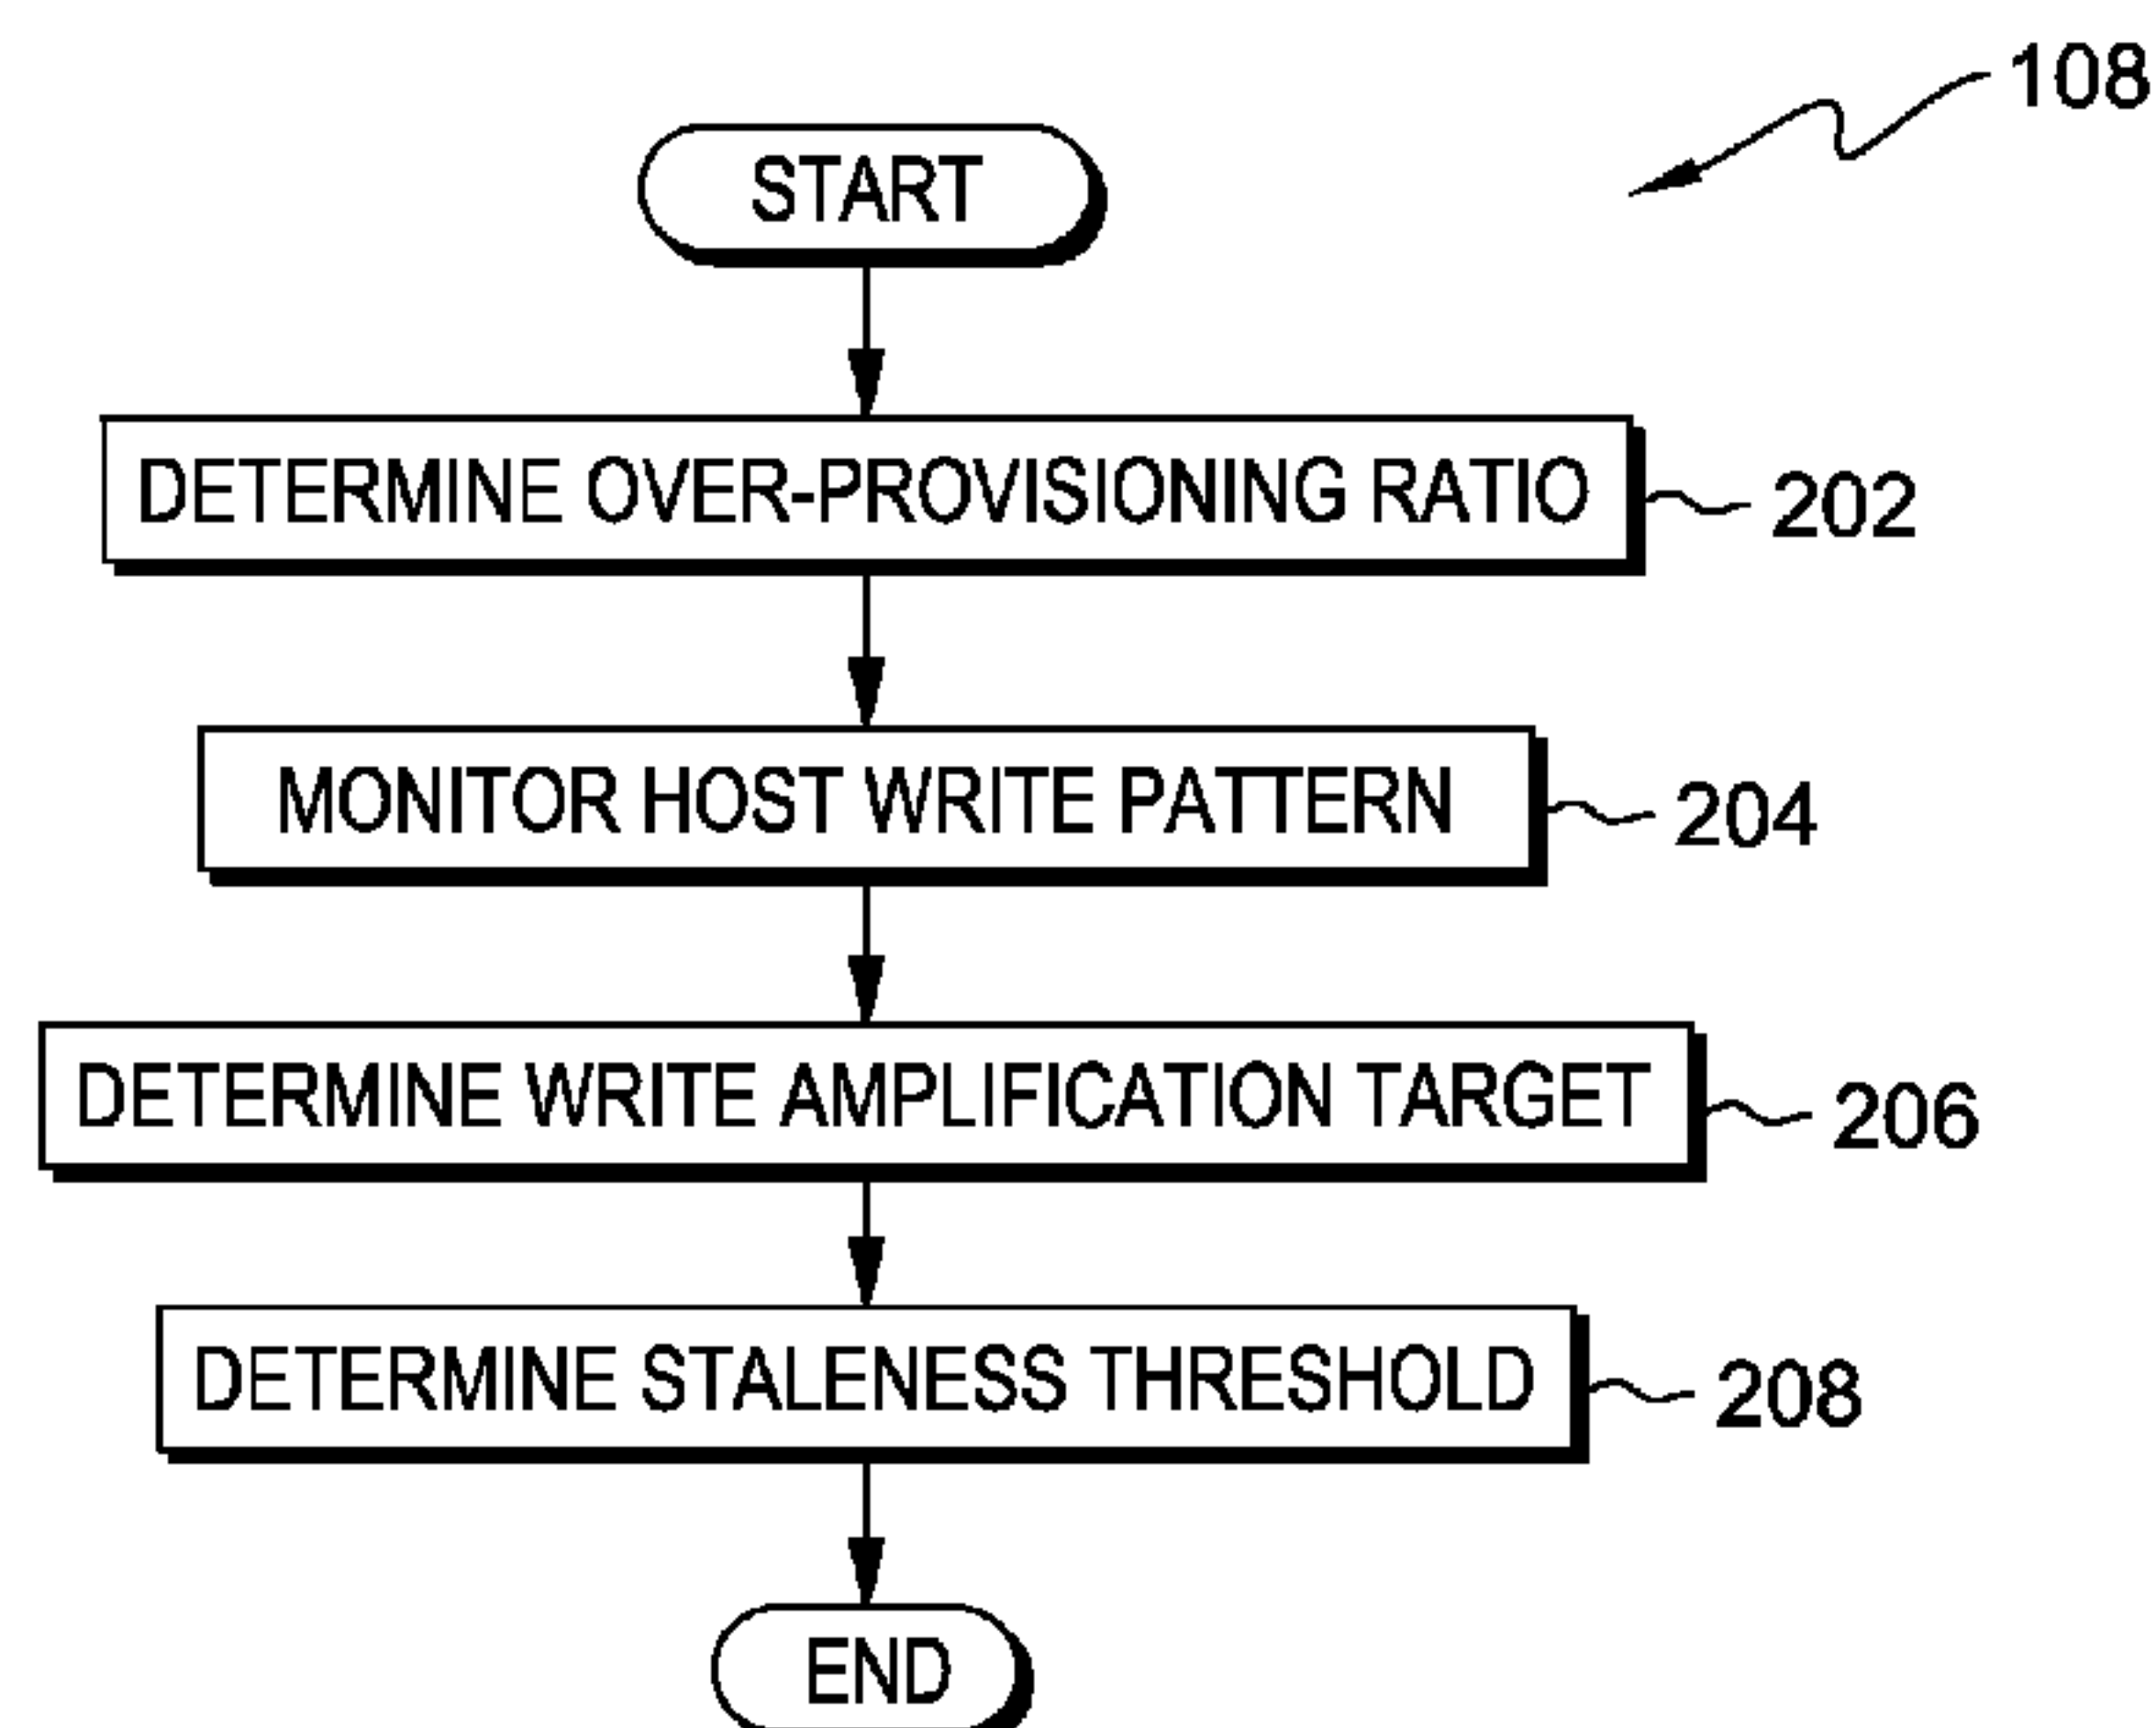 108
START
DETERMINE OVER-PROVISIONING RATIO
202
MONITOR HOST WRITE PATTERN
204
DETERMINE WRITE AMPLIFICATION TARGET
206
DETERMINE STALENESS THRESHOLD
208
END